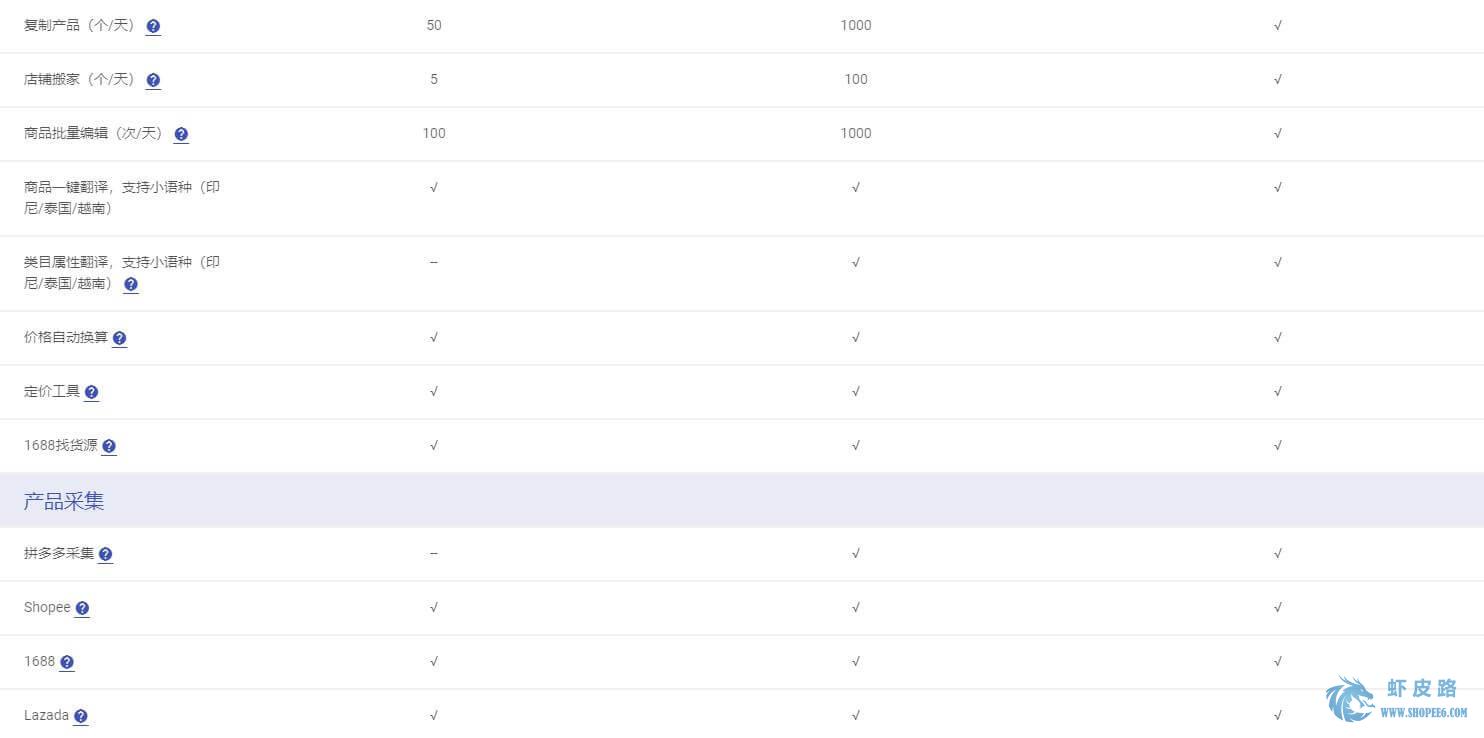 复制产品（个/天） ? 50 1000 √
店铺搬家（个/天） ? 5 100 √
商品批量编辑（次/天） ? 100 1000 √
商品一键翻译，支持小语种（印 √ √ √
尼/泰国/越南）
类目属性翻译，支持小语种（印 -- √ √
尼/泰国/越南） ?
价格自动换算 ? √ √ √
定价工具 ? √ √ √
1688找货源 ? √ √ √
产品采集
拼多多采集 ? -- √ √
Shopee ? √ √ √
1688 ? √ √ √
Lazada ? √ √ √
虾皮路
WWW.SHOPEE6.COM